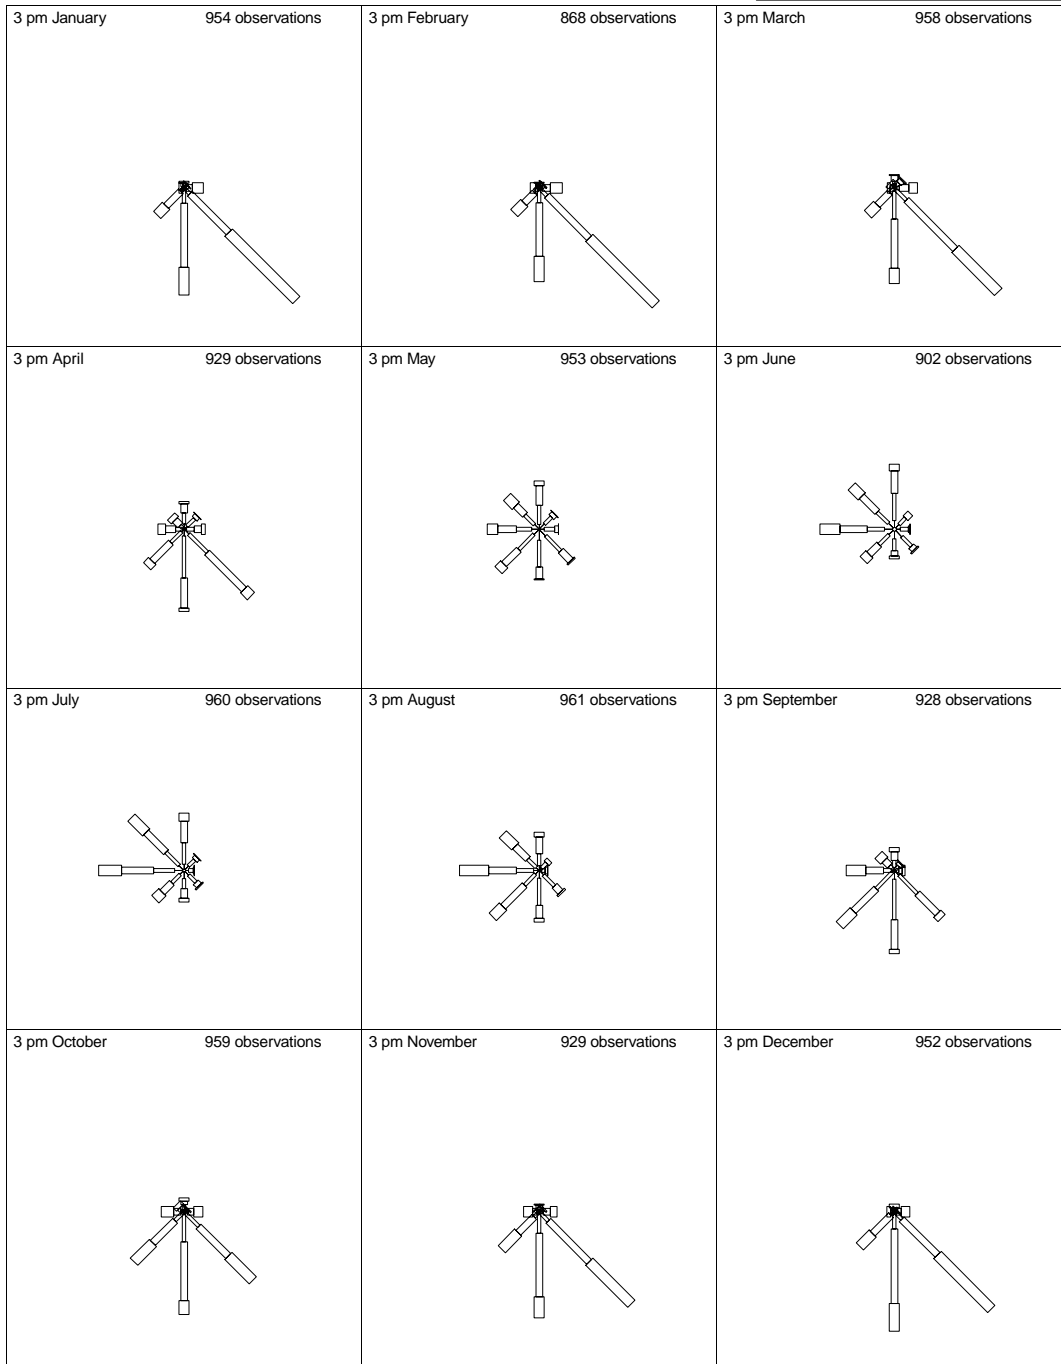 3 pm January 954 observations
3 pm February 868 observations
3 pm March 958 observations
3 pm April 929 observations
3 pm May 953 observations
3 pm June 902 observations
3 pm July 960 observations
3 pm August 961 observations
3 pm September 928 observations
3 pm October 959 observations
3 pm November 929 observations
3 pm December 952 observations